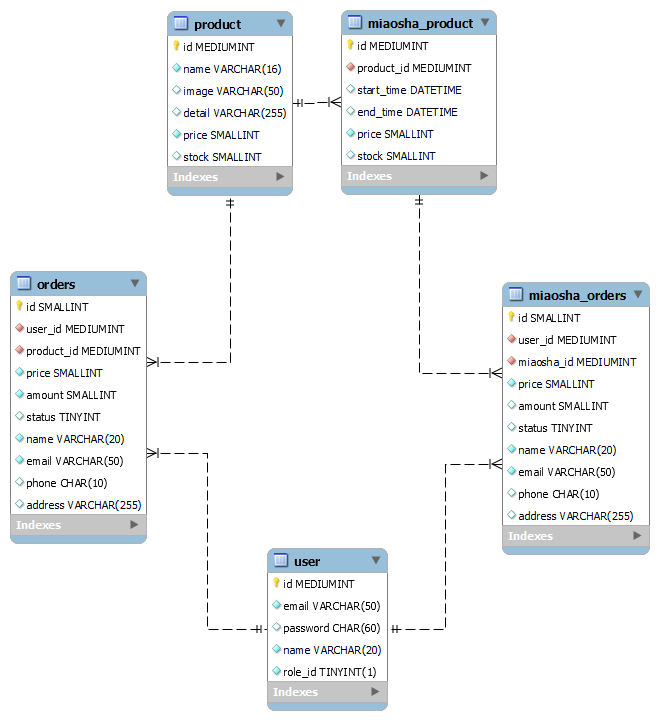 product
id MEDIUMINT
name VARCHAR(16)
image VARCHAR(50)
detail VARCHAR(255)
price SMALLINT
stock SMALLINT
Indexes
miaosha_product
id MEDIUMINT
product_id MEDIUMINT
start_time DATETIME
end_time DATETIME
price SMALLINT
stock SMALLINT
Indexes
orders
id SMALLINT
user_id MEDIUMINT
product_id MEDIUMINT
price SMALLINT
amount SMALLINT
status TINYINT
name VARCHAR(20)
email VARCHAR(50)
phone CHAR(10)
address VARCHAR(255)
Indexes
miaosha_orders
id SMALLINT
user_id MEDIUMINT
miaosha_id MEDIUMINT
price SMALLINT
amount SMALLINT
status TINYINT
name VARCHAR(20)
email VARCHAR(50)
phone CHAR(10)
address VARCHAR(255)
Indexes
user
id MEDIUMINT
email VARCHAR(50)
password CHAR(60)
name VARCHAR(20)
role_id TINYINT(1)
Indexes